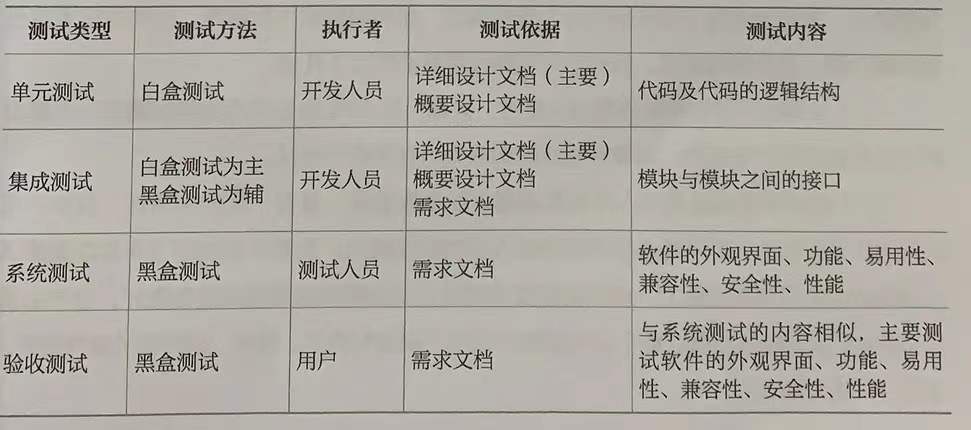 测试类型 测试方法 执行者 测试依据 测试内容
单元测试 白盒测试 开发人员 详细设计文档（主要） 概要设计文档 代码及代码的逻辑结构
集成测试 白盒测试为主 黑盒测试为辅 开发人员 详细设计文档（主要） 概要设计文档 需求文档 模块与模块之间的接口
系统测试 黑盒测试 测试人员 需求文档 软件的外观界面、功能、易用性、 兼容性、安全性、性能
验收测试 黑盒测试 用户 需求文档 与系统测试的内容相似，主要测 试软件的外观界面、功能、易用 性、兼容性、安全性、性能